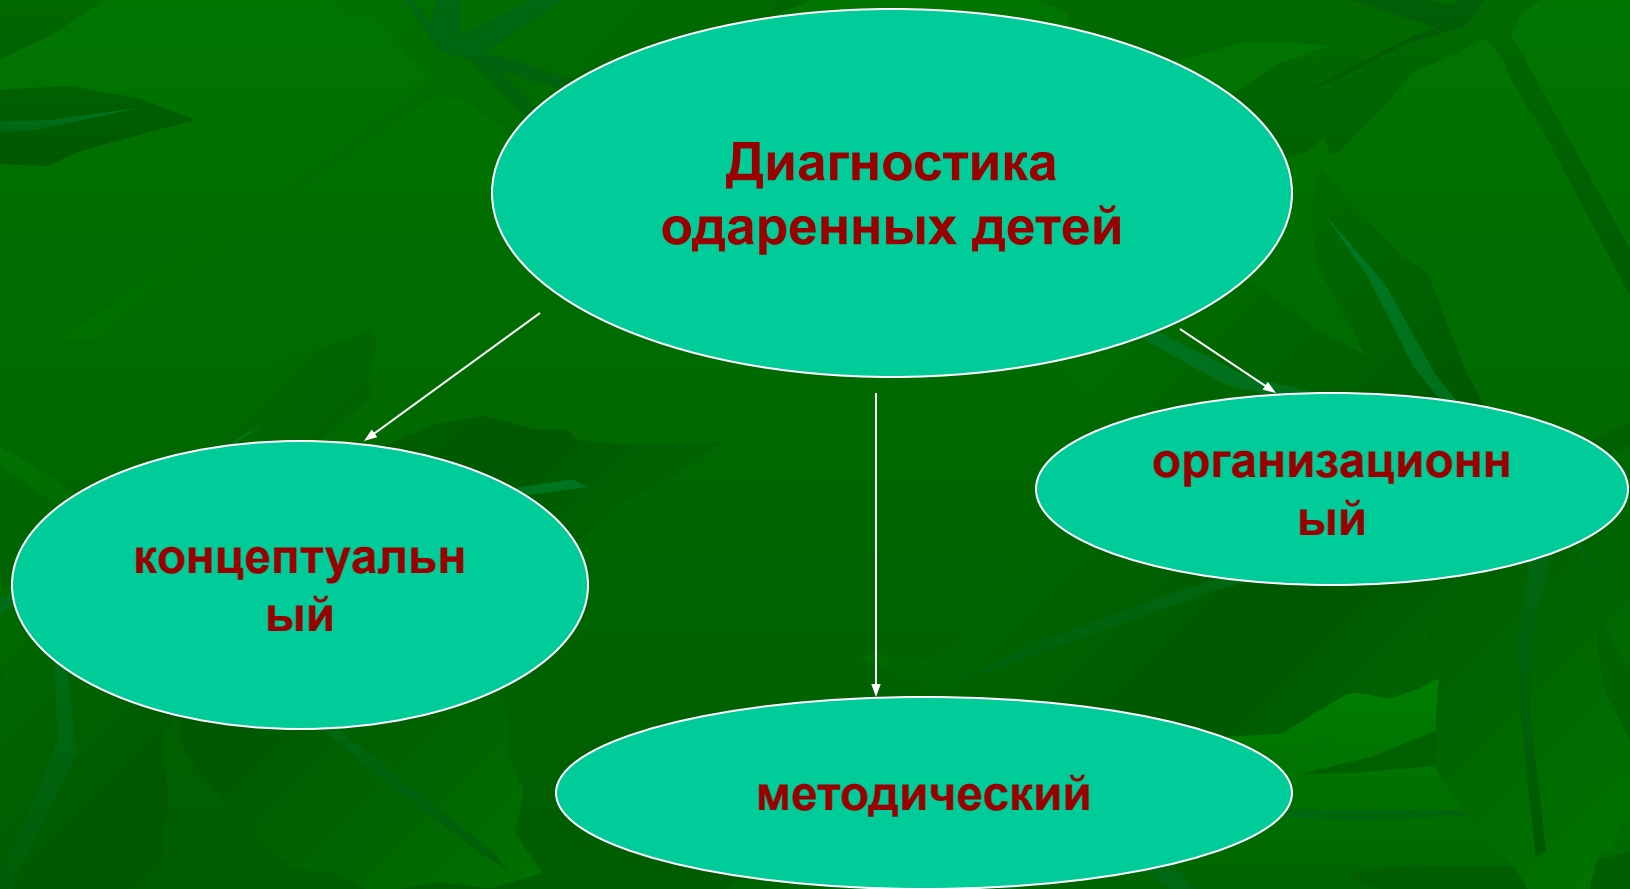 Диагностика
одаренных детей
организационн
ый
концептуальн
ый
методический